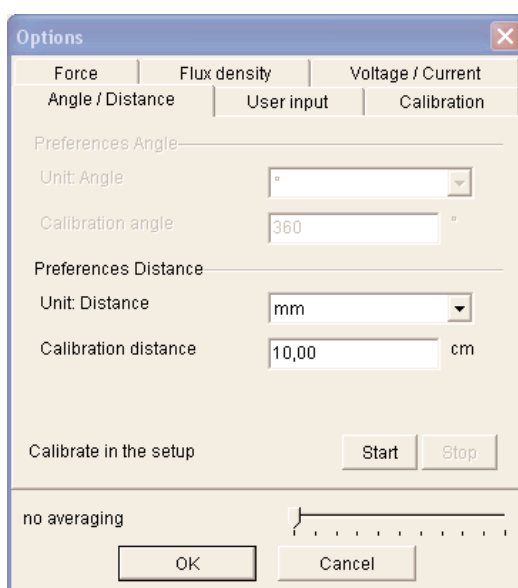 Options
Force Flux density Voltage / Current
Angle / Distance User input Calibration
Preferences Angle
Unit: Angle °
Calibration angle 360 °
Preferences Distance
Unit: Distance mm
Calibration distance 10,00 cm
Calibrate in the setup Start Stop
no averaging
OK Cancel